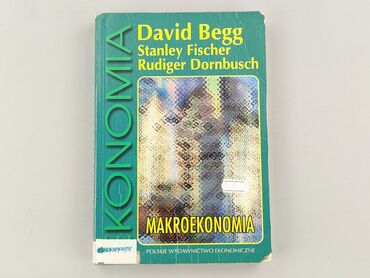 EKONOMIA
David Begg
Stanley Fischer
Rudiger Dornbusch
MAKROEKONOMIA
POLSKIE WYDAWNICTWO EKONOMICZNE